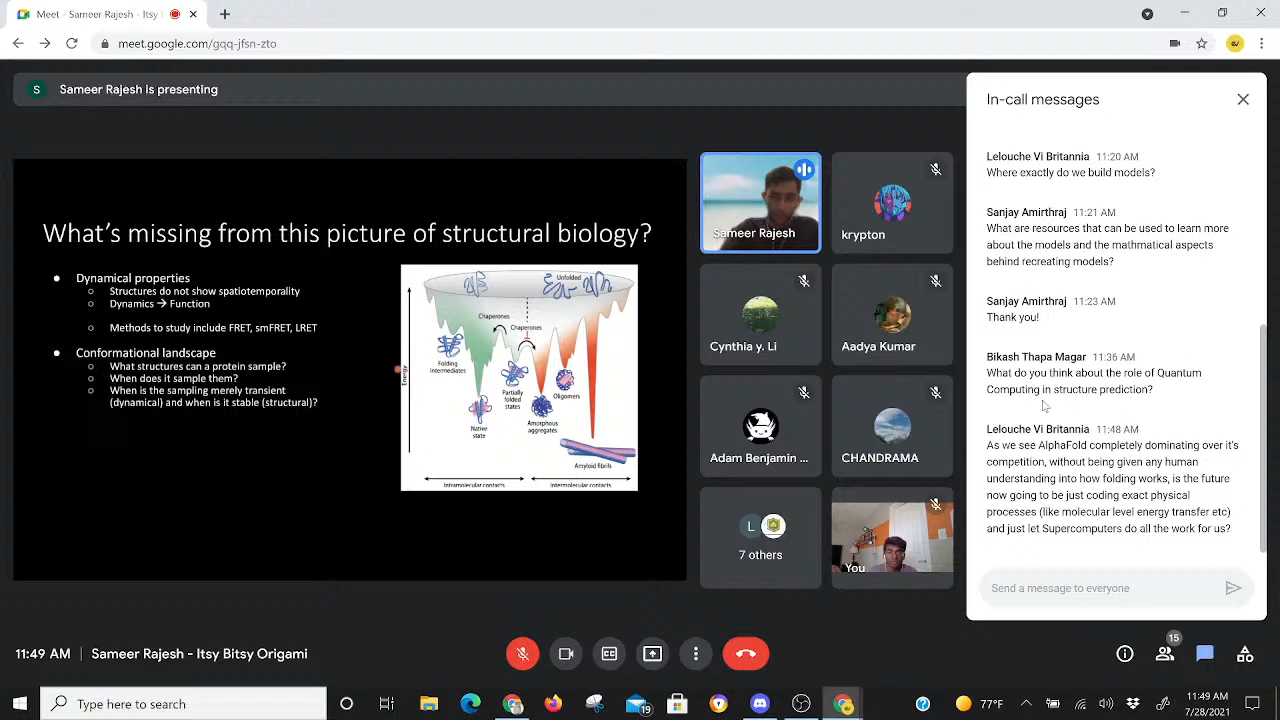 Meet - Sameer Rajesh - Itsy
meet.google.com/gqq-jfsn-zto
S
Sameer Rajesh is presenting
What's missing from this picture of structural biology?
● Dynamical properties
○ Structures do not show spatiotemporality
○ Dynamics → Function
○ Methods to study include FRET, smFRET, LRET
● Conformational landscape
○ What structures can a protein sample?
○ When does it sample them?
○ When is the sampling merely transient
(dynamical) and when is it stable (structural)?
Energy
Unfolded
Chaperones
Chaperones
Folding
intermediates
Partially
folded
states
Oligomers
Native
state
Amorphous
aggregates
Amyloid fibrils
Intramolecular contacts
Intermolecular contacts
Sameer Rajesh
krypton
Cynthia y. Li
Aadya Kumar
Adam Benjamin ...
CHANDRAMA
L
7 others
You
In-call messages
Lelouche Vi Britannia 11:20 AM
Where exactly do we build models?
Sanjay Amirthraj 11:21 AM
What are resources that can be used to learn more
about the models and the mathmatical aspects
behind recreating models?
Sanjay Amirthraj 11:23 AM
Thank you!
Bikash Thapa Magar 11:36 AM
What do you think about the role of Quantum
Computing in structure prediction?
Lelouche Vi Britannia 11:48 AM
As we see AlphaFold completely dominating over it's
competition, without being given any human
understanding into how folding works, is the future
now going to be just coding exact physical
processes (like molecular level energy transfer etc)
and just let Supercomputers do all the work for us?
Send a message to everyone
11:49 AM | Sameer Rajesh - Itsy Bitsy Origami
15
Type here to search
19
77°F
11:49 AM
7/28/2021